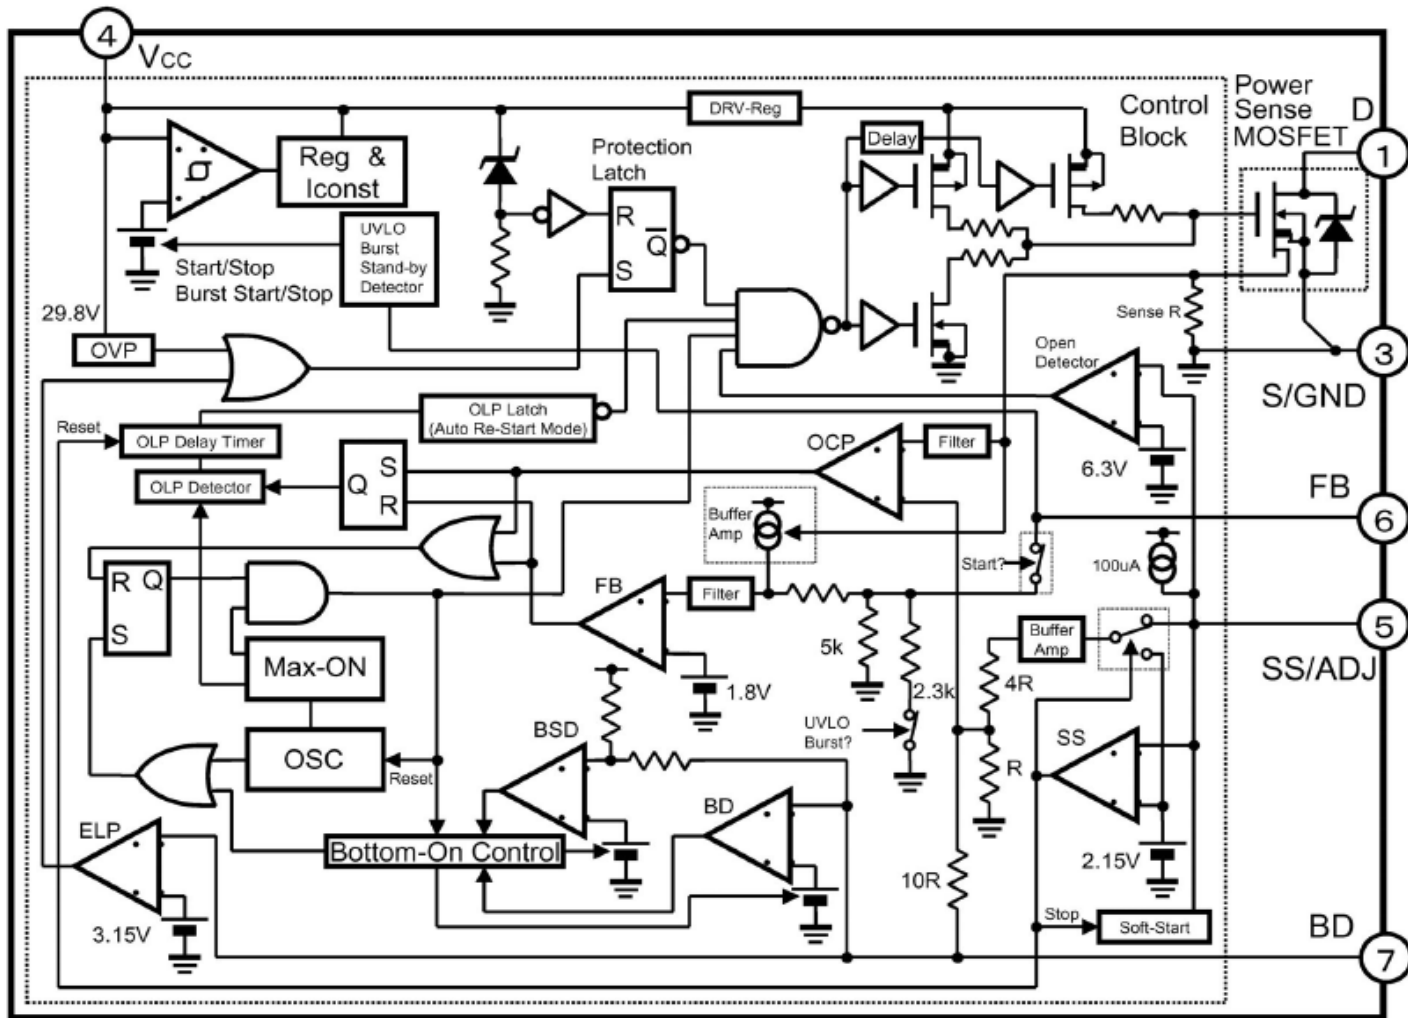 4
VCC
DRV-Reg
Control
Block
Power
Sense
MOSFET
D
1
Delay
Reg & Iconst
Protection
Latch
R
Q
S
UVLO
Burst
Stand-by
Detector
Start/Stop
Burst Start/Stop
29.8V
OVP
Sense R
Open
Detector
3
S/GND
Reset
OLP Delay Timer
OLP Latch
(Auto Re-Start Mode)
OCP
Filter
6.3V
OLP Detector
Q
S
R
Buffer
Amp
FB
6
Start?
100uA
R
Q
S
FB
Filter
5k
Buffer
Amp
5
SS/ADJ
Max-ON
1.8V
2.3k
4R
UVLO
Burst?
BSD
SS
OSC
Reset
R
BD
ELP
Bottom-On Control
2.15V
10R
3.15V
Stop
Soft-Start
BD
7